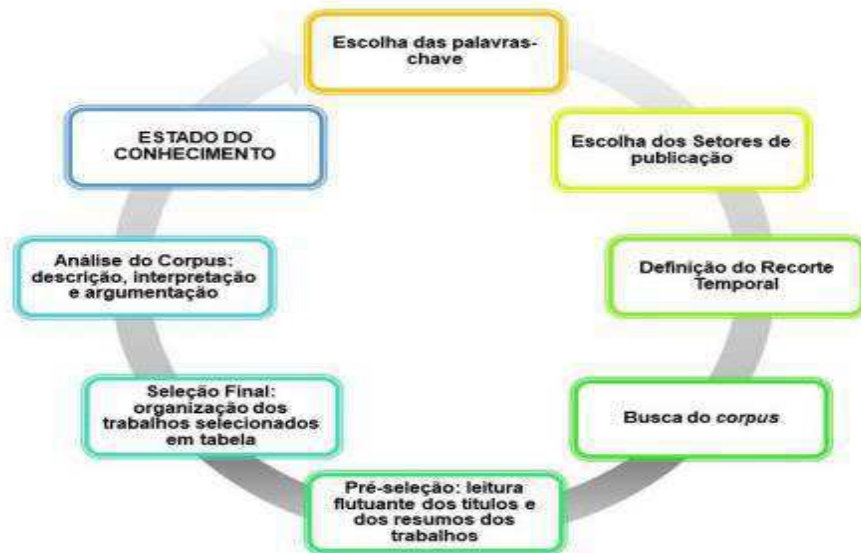 Escolha das palavras-
chave
Escolha dos Setores de
publicação
Definição do Recorte
Temporal
Busca do corpus
Pré-seleção: leitura
flutuante dos títulos e
dos resumos dos
trabalhos
Seleção Final:
organização dos
trabalhos selecionados
em tabela
Análise do Corpus:
descrição, interpretação
e argumentação
ESTADO DO
CONHECIMENTO